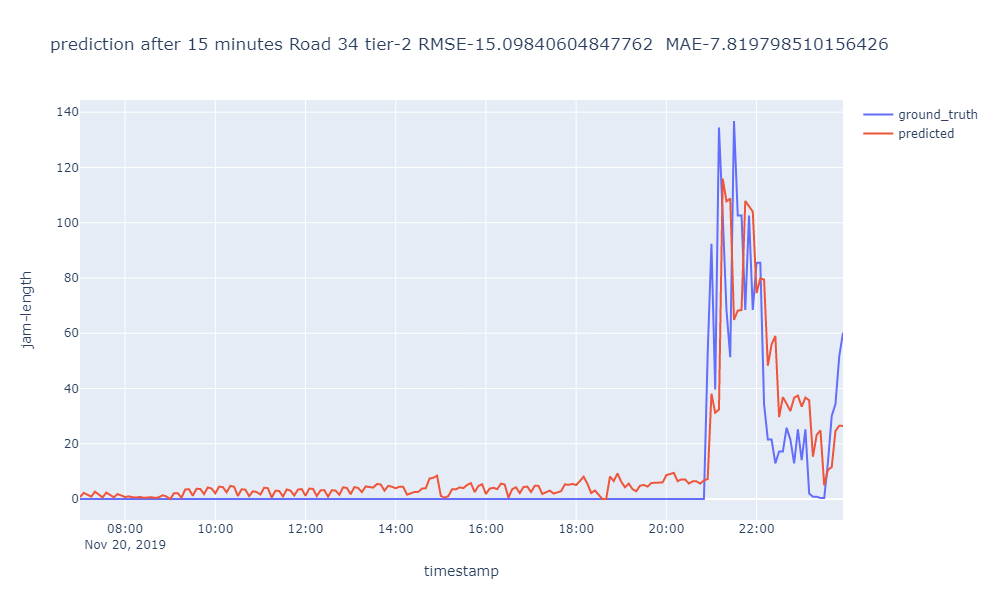 prediction after 15 minutes Road 34 tier-2 RMSE-15.09840604847762  MAE-7.819798510156426
ground_truth
predicted
jam-length
140
120
100
80
60
40
20
0
08:00 10:00 12:00 14:00 16:00 18:00 20:00 22:00
Nov 20, 2019
timestamp